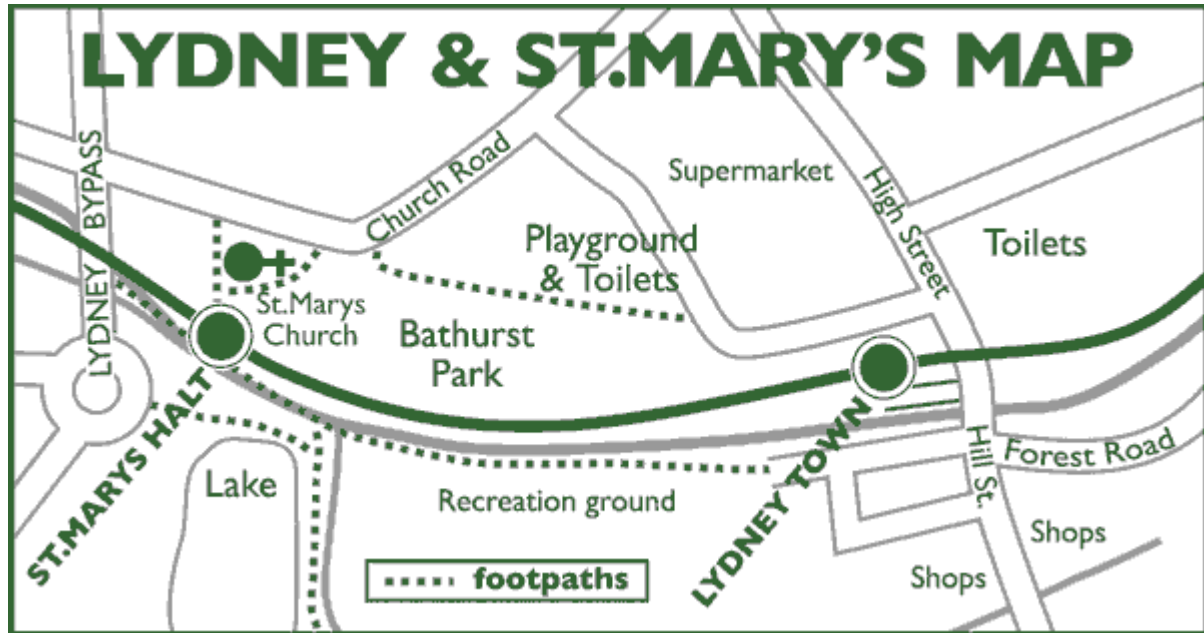 LYDNEY & ST.MARY'S MAP
LYDNEY BYPASS
Church Road
Supermarket
High Street
Playground
& Toilets
Toilets
St.Marys
Church
Bathurst
Park
ST.MARYS HALT
Lake
Recreation ground
LYDNEY TOWN
Hill St.
Forest Road
Shops
Shops
footpaths